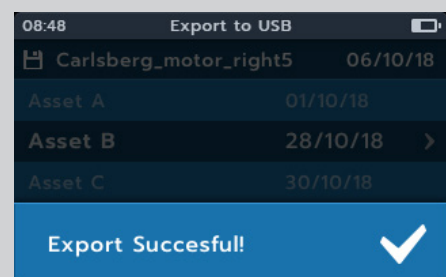 08:48 Export to USB
Carlsberg_motor_right5 06/10/18
Asset A 01/10/18
Asset B 28/10/18 >
Asset C 30/10/18
Export Succesful!